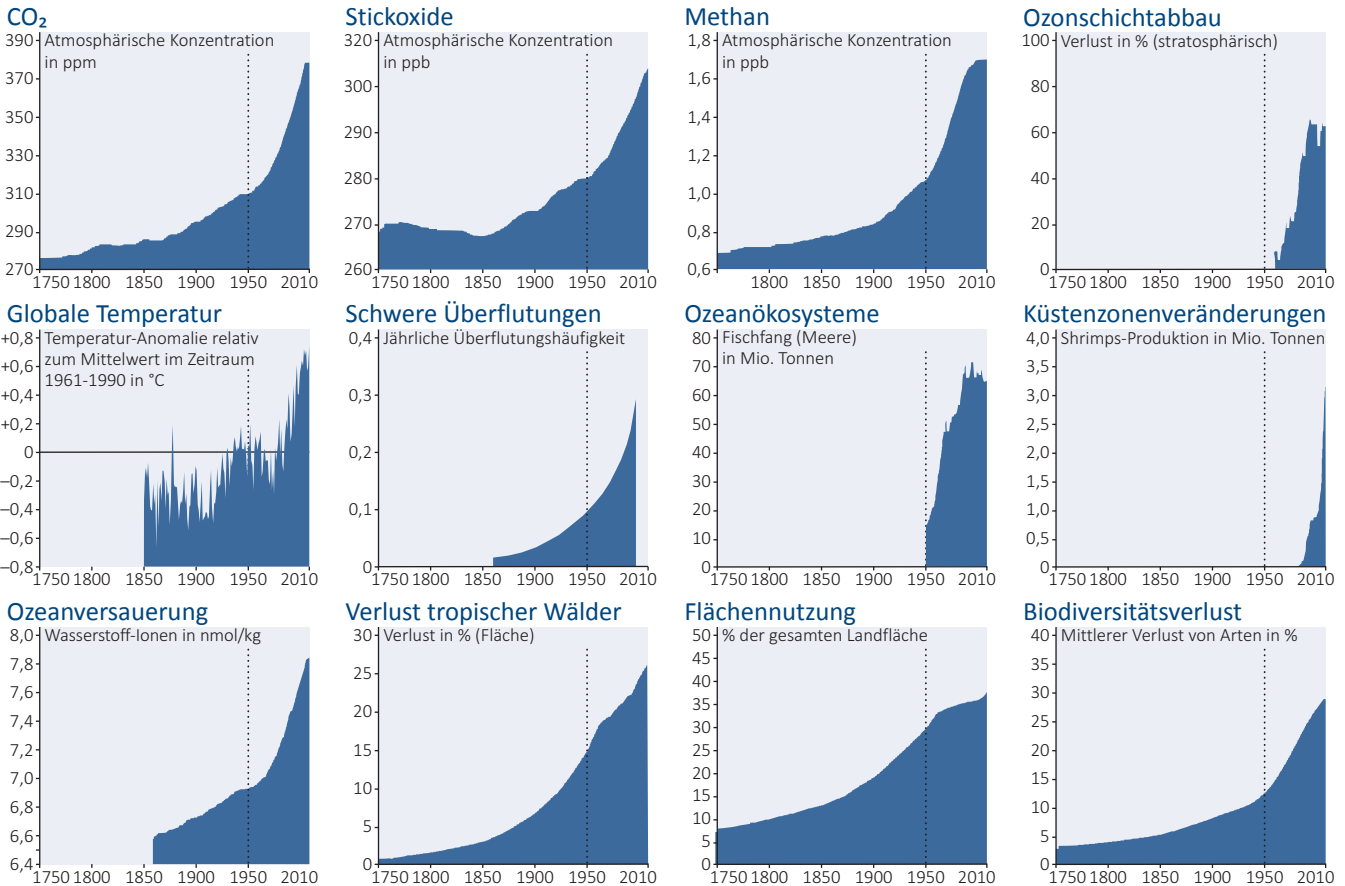 CO₂
390
Atmosphärische Konzentration
in ppm
370
350
330
310
290
270
1750 1800 1850 1900 1950 2010
Stickoxide
320
Atmosphärische Konzentration
in ppb
300
290
280
270
260
1750 1800 1850 1900 1950 2010
Methan
1,8
Atmosphärische Konzentration
in ppb
1,6
1,4
1,2
1,0
0,8
0,6
1750 1800 1850 1900 1950 2010
Ozonschichtabbau
100
Verlust in % (stratosphärisch)
80
60
40
20
0
1750 1800 1850 1900 1950 2010
Globale Temperatur
+0,8
Temperatur-Anomalie relativ
zum Mittelwert im Zeitraum
1961-1990 in °C
+0,6
+0,4
+0,2
0
−0,2
−0,4
−0,6
−0,8
1750 1800 1850 1900 1950 2010
Schwere Überflutungen
0,4
Jährliche Überflutungshäufigkeit
0,3
0,2
0,1
0
1750 1800 1850 1900 1950 2010
Ozeanökosysteme
80
Fischfang (Meere)
in Mio. Tonnen
70
60
50
40
30
20
10
0
1750 1800 1850 1900 1950 2010
Küstenzonenveränderungen
4,0
Shrimps-Produktion in Mio. Tonnen
3,5
3,0
2,5
2,0
1,5
10
0,5
0
1750 1800 1850 1900 1950 2010
Ozeanversauerung
8,0
Wasserstoff-Ionen in nmol/kg
7,8
7,6
7,4
7,2
7,0
6,8
6,6
6,4
1750 1800 1850 1900 1950 2010
Verlust tropischer Wälder
30
Verlust in % (Fläche)
25
20
15
10
5
0
1750 1800 1850 1900 1950 2010
Flächennutzung
50
% der gesamten Landfläche
45
40
35
30
25
20
15
10
5
0
1750 1800 1850 1900 1950 2010
Biodiversitätsverlust
40
Mittlerer Verlust von Arten in %
35
30
25
20
15
10
5
0
1750 1800 1850 1900 1950 2010